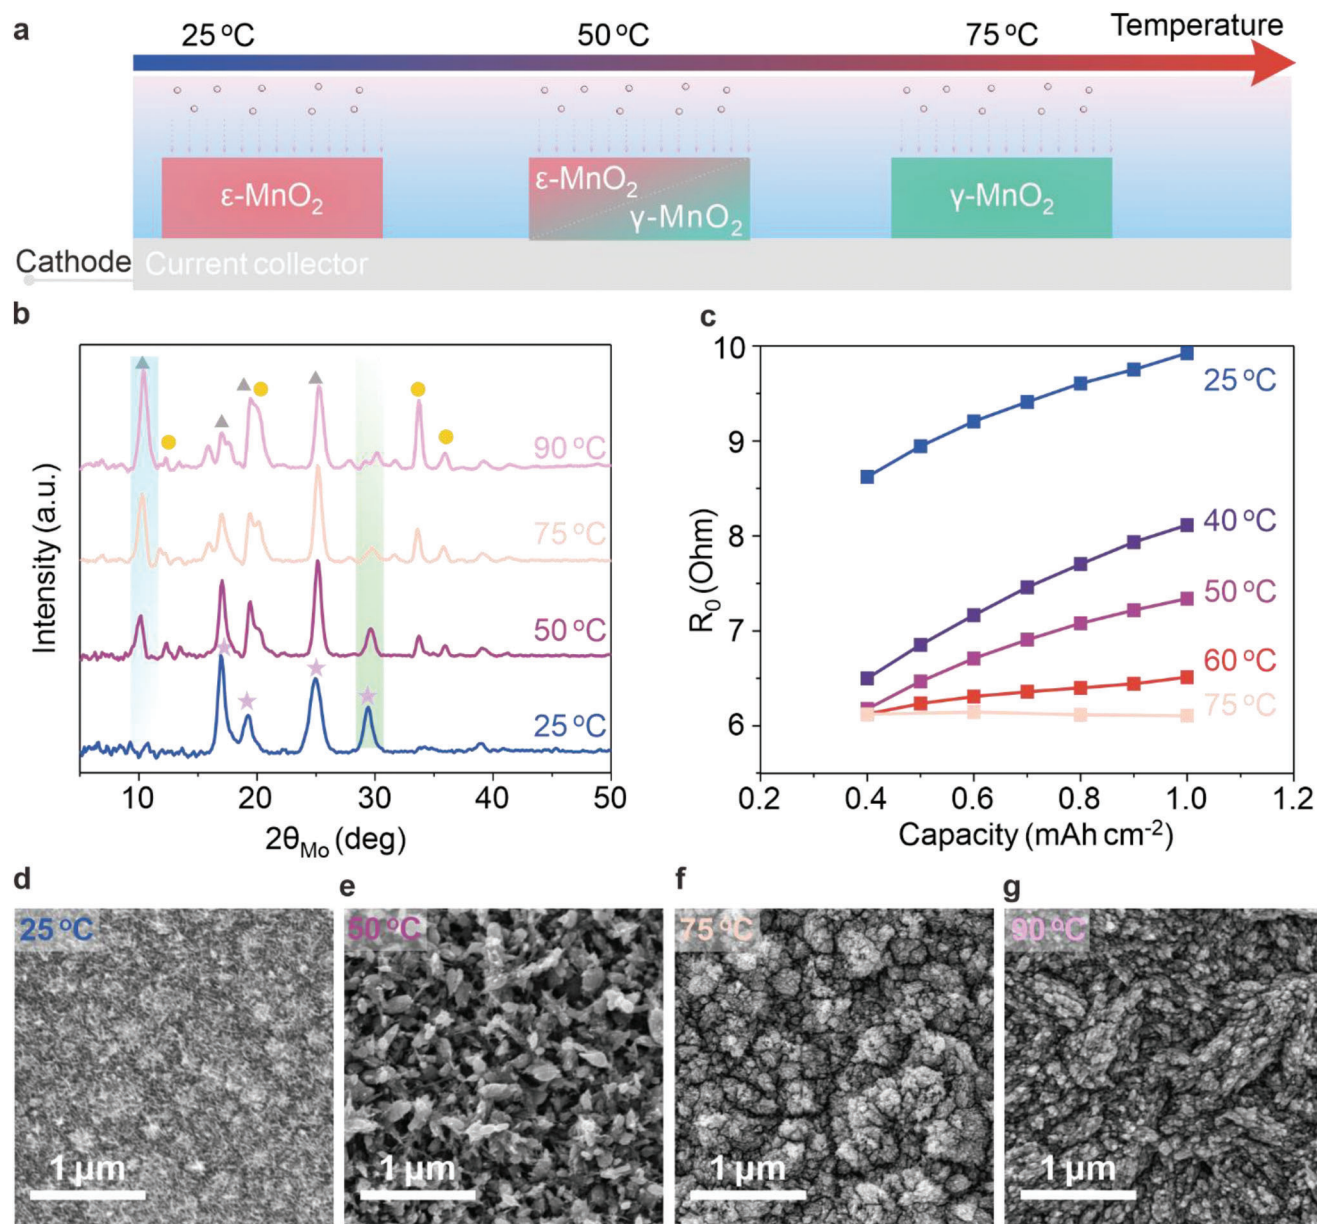 a
25 °C 50 °C 75 °C Temperature
ε-MnO₂ ε-MnO₂ γ-MnO₂ γ-MnO₂
Cathode Current collector
b
Intensity (a.u.)
90 °C
75 °C
50 °C
25 °C
10 20 30 40 50
2θMo (deg)
c
R₀ (Ohm)
10
9
8
7
6
25 °C
40 °C
50 °C
60 °C
75 °C
0.2 0.4 0.6 0.8 1.0 1.2
Capacity (mAh cm⁻²)
d
25 °C
1 μm
e
50 °C
1 μm
f
75 °C
1 μm
g
90 °C
1 μm